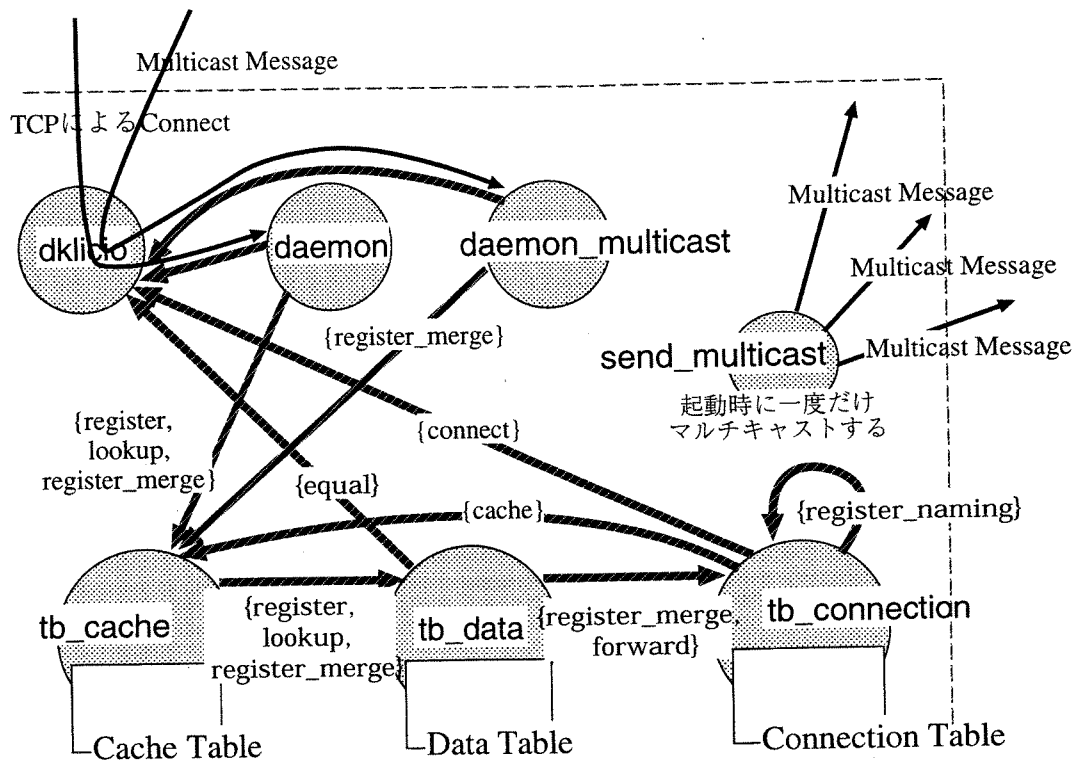 Multicast Message
TCPによるConnect
dklicio
daemon
daemon_multicast
Multicast Message
Multicast Message
Multicast Message
send_multicast
起動時に一度だけ
マルチキャストする
{register_merge}
{register,
lookup,
register_merge}
{connect}
{equal}
{cache}
{register_naming}
tb_cache
{register,
lookup,
register_merge}
tb_data
{register_merge,
forward}
tb_connection
Cache Table
Data Table
Connection Table